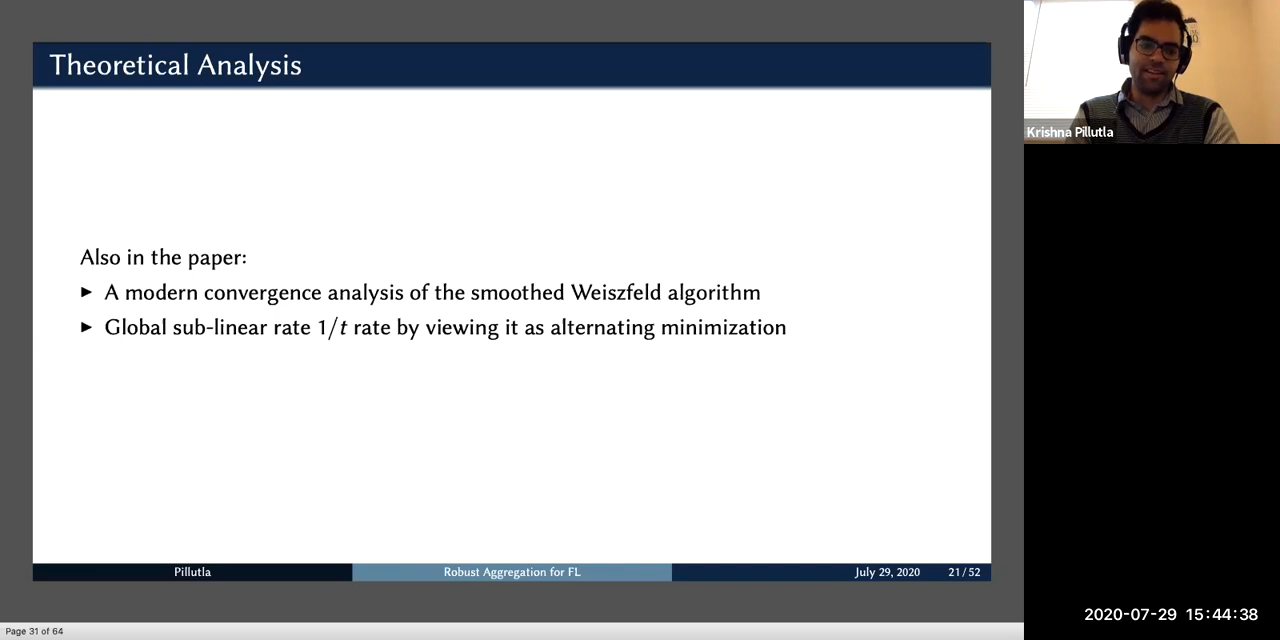 Theoretical Analysis
Also in the paper:
▶ A modern convergence analysis of the smoothed Weiszfeld algorithm
▶ Global sub-linear rate 1/t rate by viewing it as alternating minimization
Pillutla
Robust Aggregation for FL
July 29, 2020
21/52
Page 31 of 64
Krishna Pillutla
2020-07-29 15:44:38